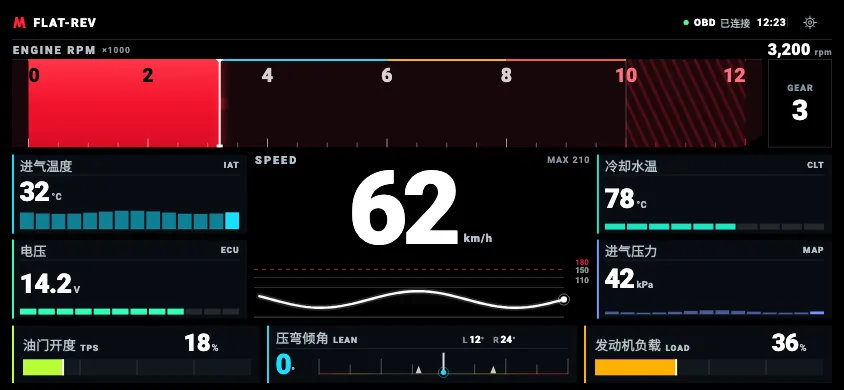 M FLAT-REV
OBD 已连接 12:23
ENGINE RPM ×1000
3,200 rpm
0 2 4 6 8 10 12
GEAR
3
进气温度 IAT
32 °C
SPEED
MAX 210
62 km/h
180
150
110
冷却水温 CLT
78 °C
电压 ECU
14.2 V
进气压力 MAP
42 kPa
油门开度 TPS 18%
压弯倾角 LEAN L 12° R 24°
0°
发动机负载 LOAD 36%